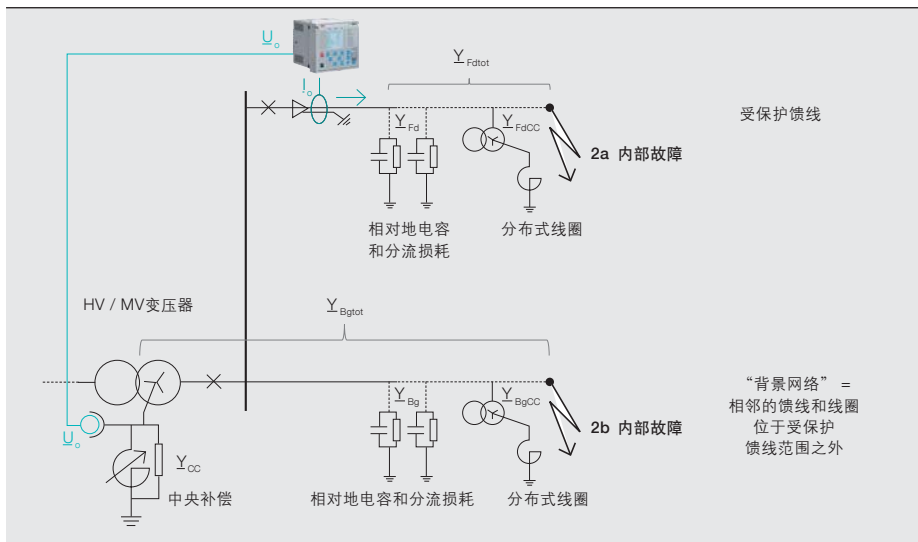 U₀
I₀
Y Fdtot
Y Fd
Y FdCC
受保护馈线
2a 内部故障
相对地电容
和分流损耗
分布式线圈
HV / MV变压器
Y Bgtot
Y Bg
Y BgCC
“背景网络” =
相邻的馈线和线圈
位于受保护
馈线范围之外
2b 内部故障
U₀
Y CC
中央补偿
相对地电容和分流损耗
分布式线圈